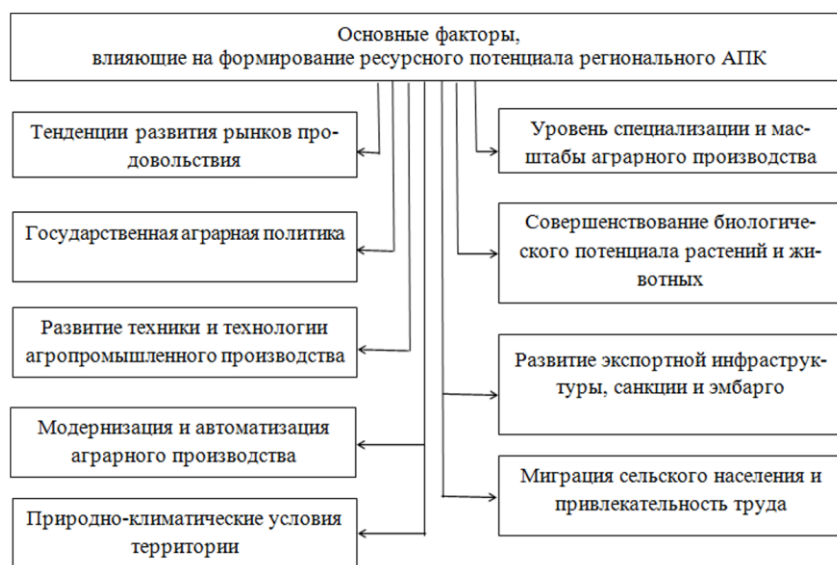 Основные факторы,
влияющие на формирование ресурсного потенциала регионального АПК
Тенденции развития рынков про-
довольствия
Государственная аграрная политика
Развитие техники и технологии
агропромышленного производства
Модернизация и автоматизация
аграрного производства
Природно-климатические условия
территории
Уровень специализации и мас-
штабы аграрного производства
Совершенствование биологиче-
ского потенциала растений и жи-
вотных
Развитие экспортной инфраструк-
туры, санкции и эмбарго
Миграция сельского населения и
привлекательность труда